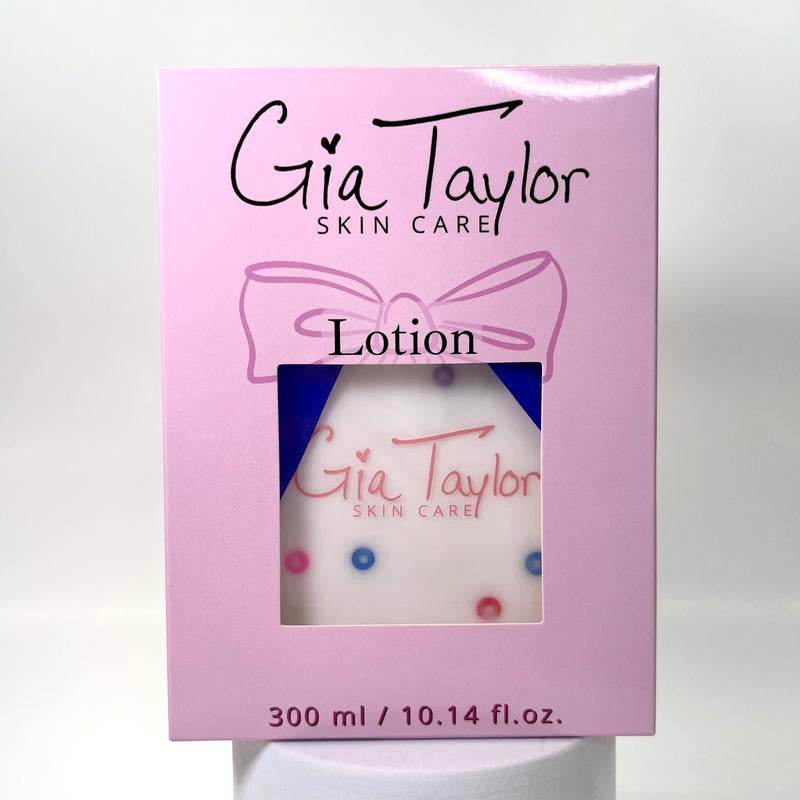 Gia Taylor
SKIN CARE
Lotion
Gia Taylor
SKIN CARE
300 ml / 10.14 fl.oz.